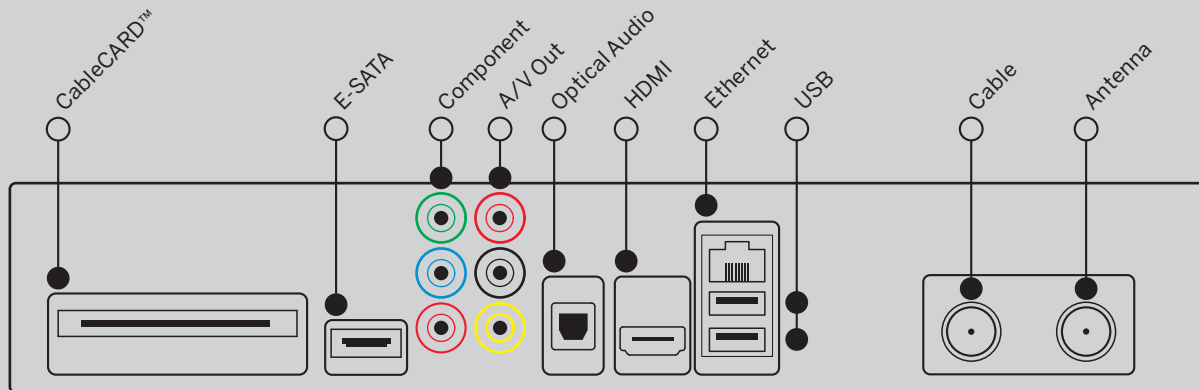 CableCARD™
E-SATA
Component
A/V Out
Optical Audio
HDMI
Ethernet
USB
Cable
Antenna